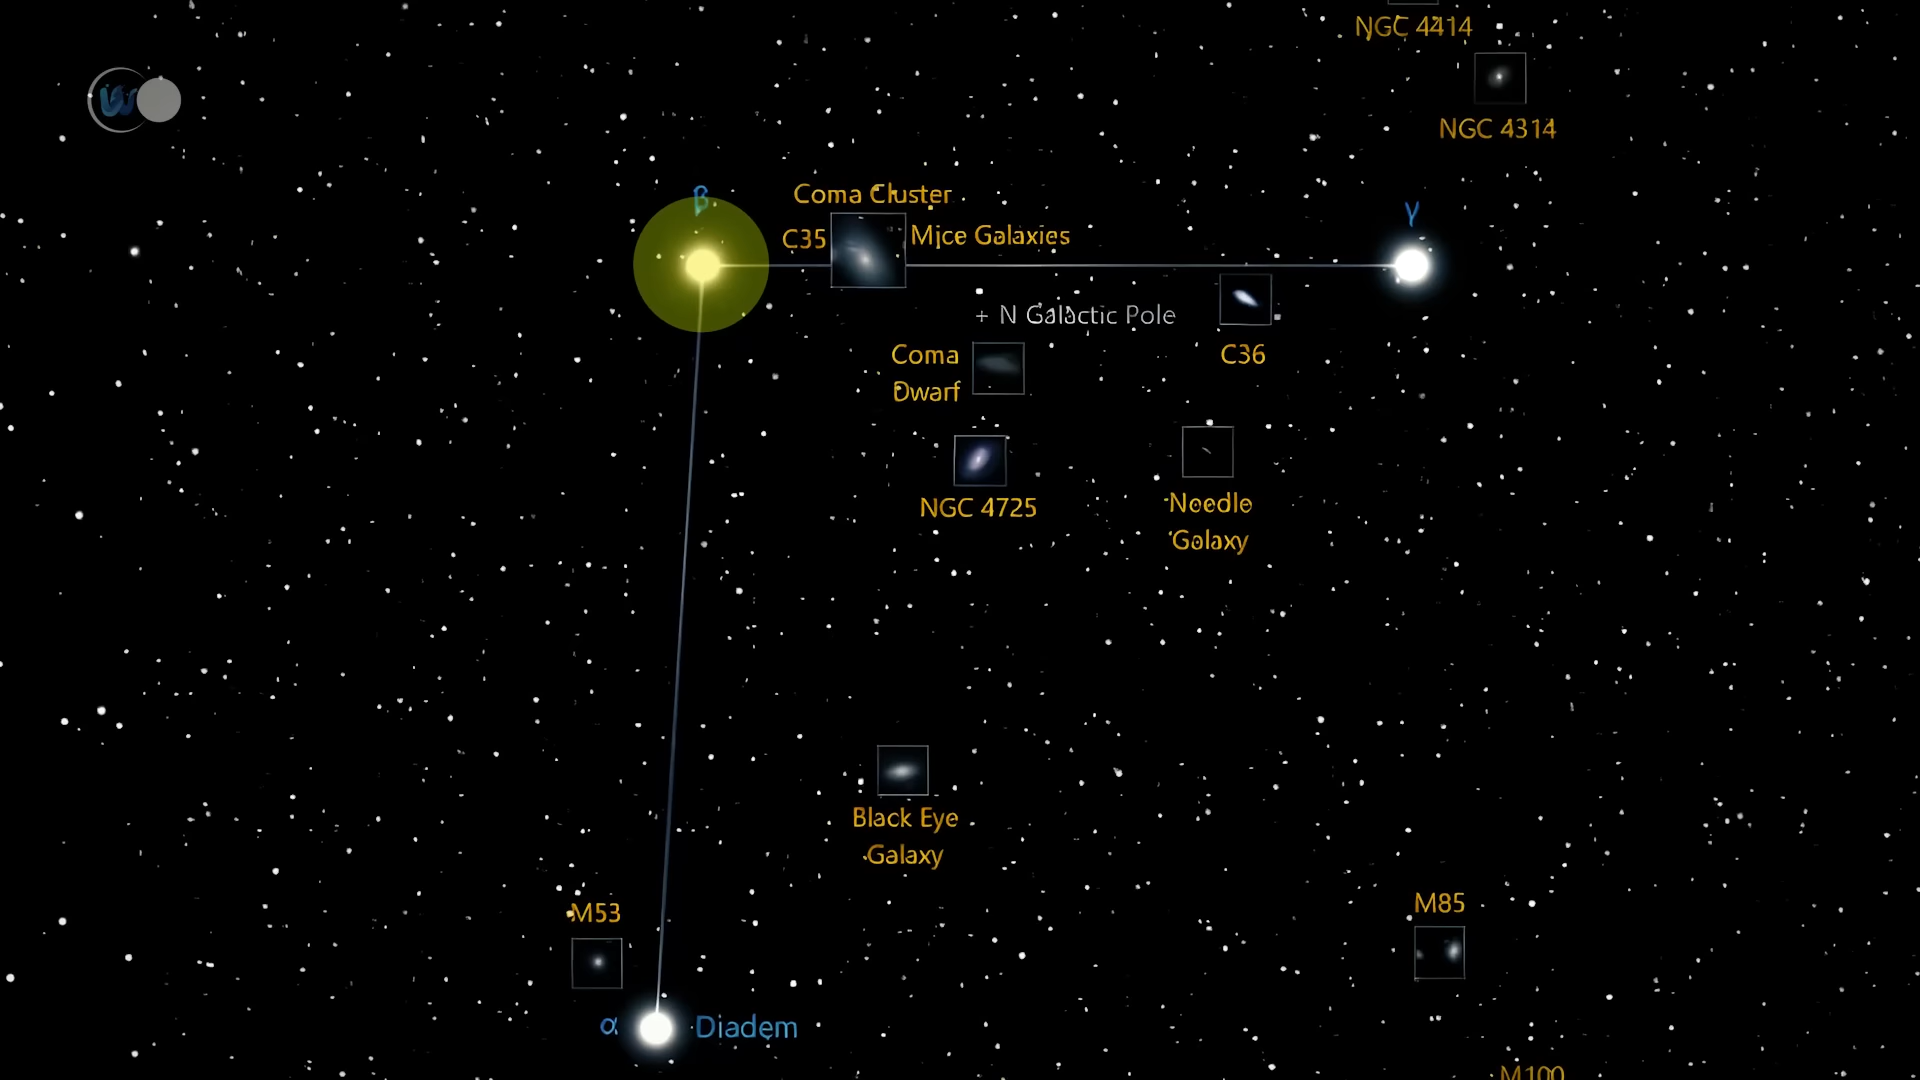 NGC 4414
NGC 4314
β
Coma Cluster
C35
Mice Galaxies
γ
+ N Galactic Pole
C36
Coma
Dwarf
NGC 4725
Needle
Galaxy
Black Eye
Galaxy
M53
M85
α
Diadem
M100